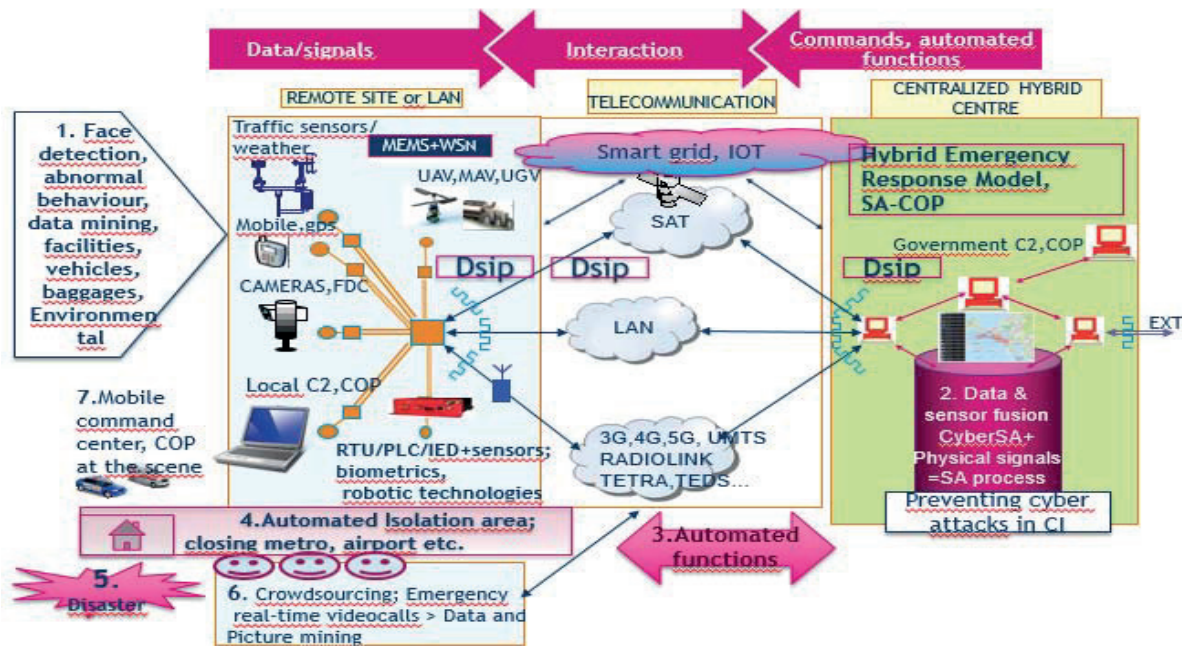 Data/signals
Interaction
Commands, automated
functions
REMOTE SITE or LAN
TELECOMMUNICATION
CENTRALIZED HYBRID
CENTRE
1. Face
detection,
abnormal
behaviour,
data mining,
facilities,
vehicles,
baggages,
Environmen
tal
Traffic sensors/
weather
MEMS+WSN
UAV,MAV,UGV
Mobile,gps
CAMERAS,FDC
Local C2,COP
RTU/PLC/IED+sensors;
biometrics,
robotic technologies
Dsip
Dsip
Smart grid, IOT
SAT
LAN
3G,4G,5G, UMTS
RADIOLINK
TETRA,TEDS...
Hybrid Emergency
Response Model,
SA-COP
Government C2,COP
Dsip
EXT
2. Data &
sensor fusion
CyberSA+
Physical signals
=SA process
Preventing cyber
attacks in CI
7.Mobile
command
center, COP
at the scene
4.Automated Isolation area;
closing metro, airport etc.
3.Automated
functions
5.
Disaster
6. Crowdsourcing; Emergency
real-time videocalls > Data and
Picture mining